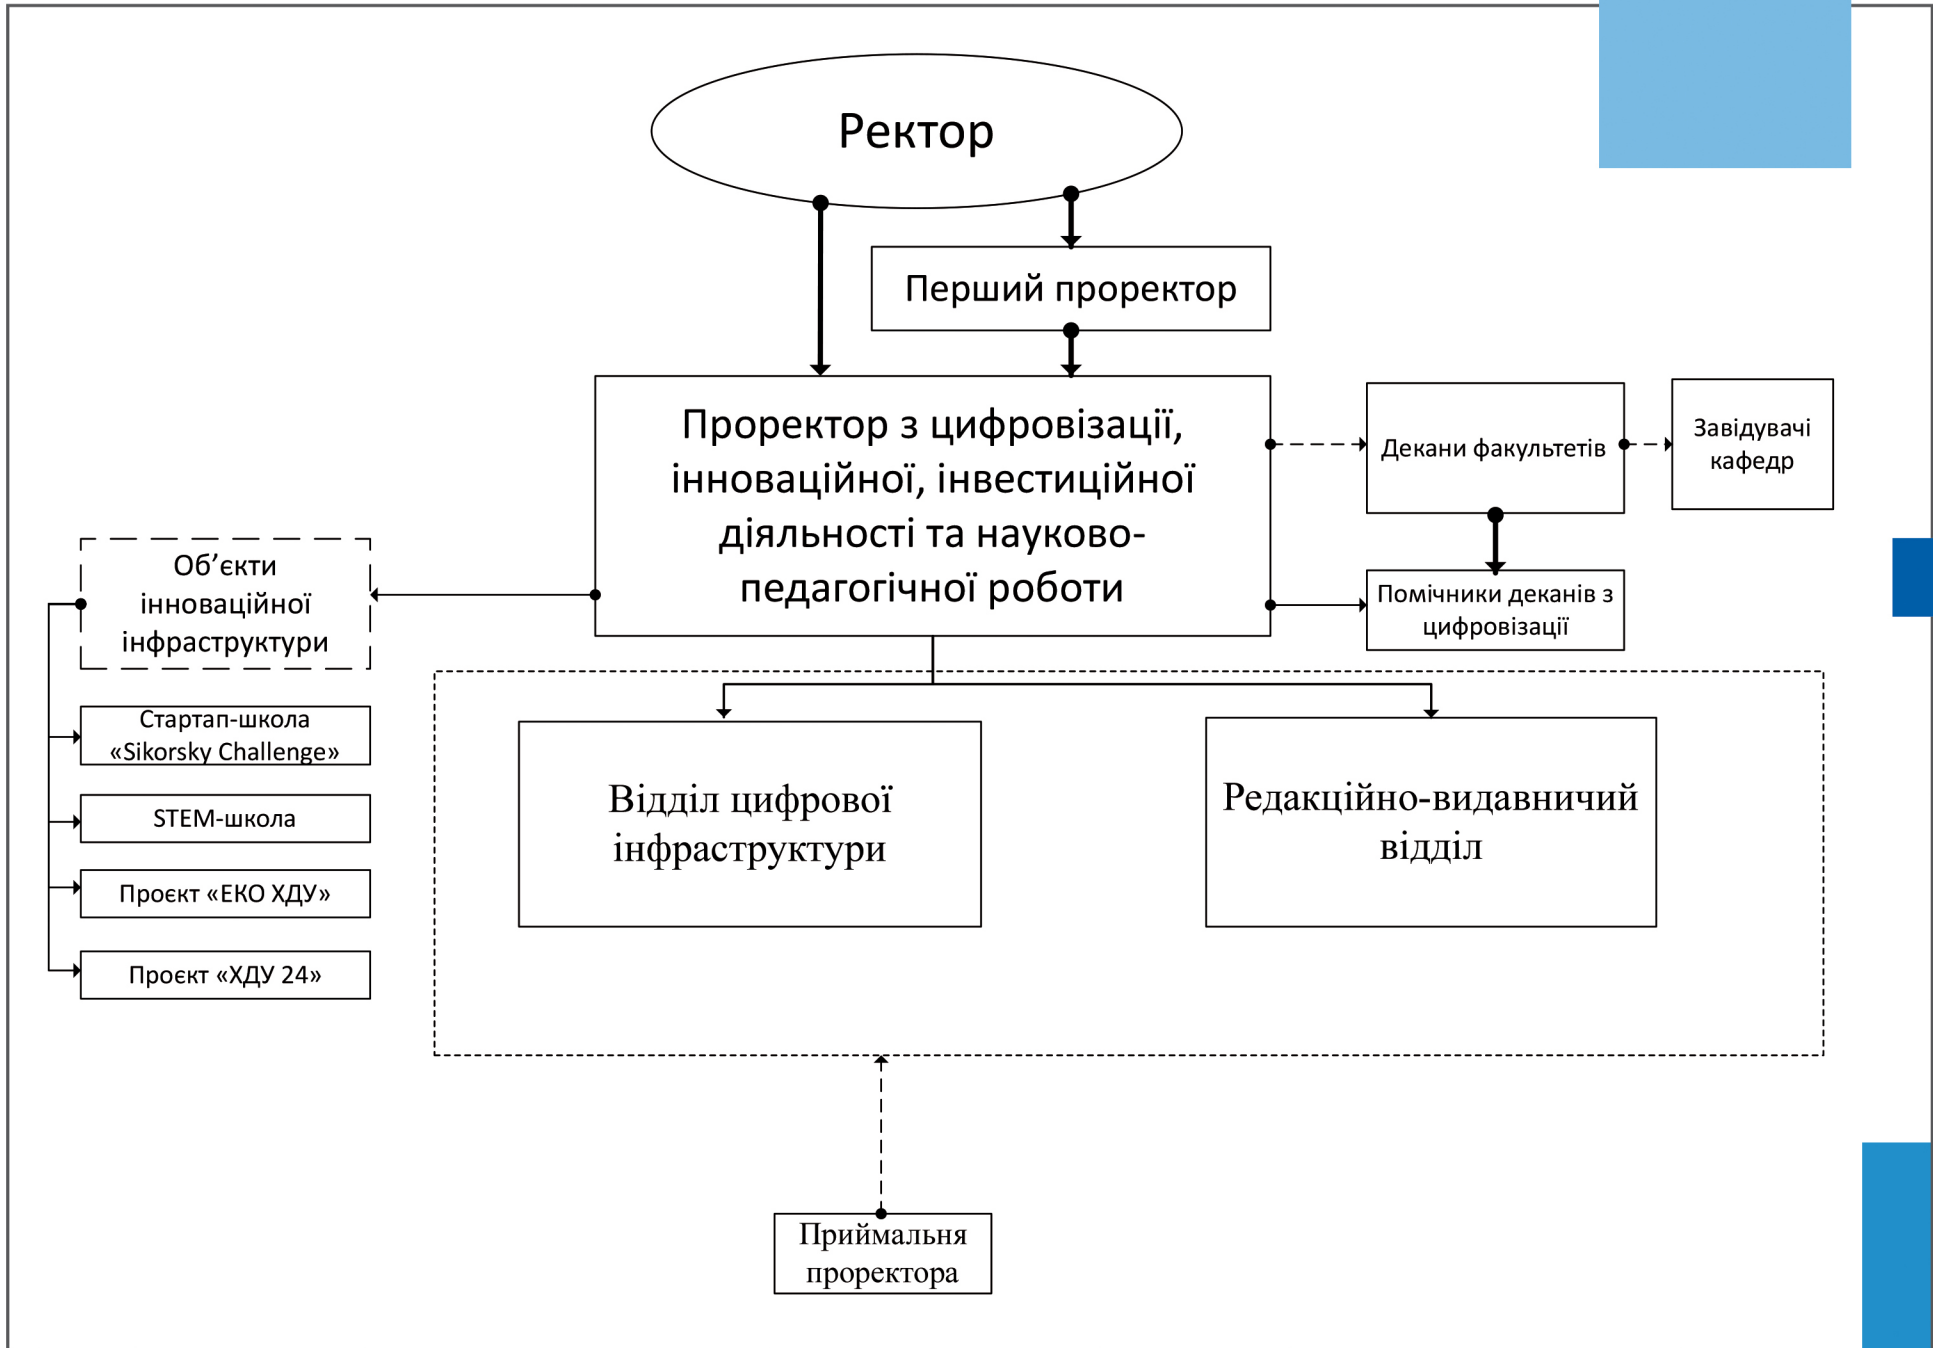 Ректор
Перший проректор
Проректор з цифровізації,
інноваційної, інвестиційної
діяльності та науково-
педагогічної роботи
Декани факультетів
Завідувачі
кафедр
Помічники деканів з
цифровізації
Об’єкти
інноваційної
інфраструктури
Стартап-школа
«Sikorsky Challenge»
STEM-школа
Проєкт «ЕКО ХДУ»
Проєкт «ХДУ 24»
Відділ цифрової
інфраструктури
Редакційно-видавничий
відділ
Приймальня
проректора